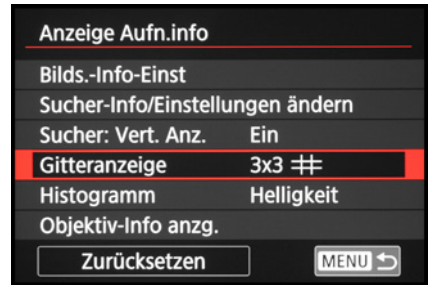 Anzeige Aufn.info
Bilds.-Info-Einst
Sucher-Info/Einstellungen ändern
Sucher: Vert. Anz. Ein
Gitteranzeige 3x3
Histogramm Helligkeit
Objektiv-Info anzg.
Zurücksetzen MENU